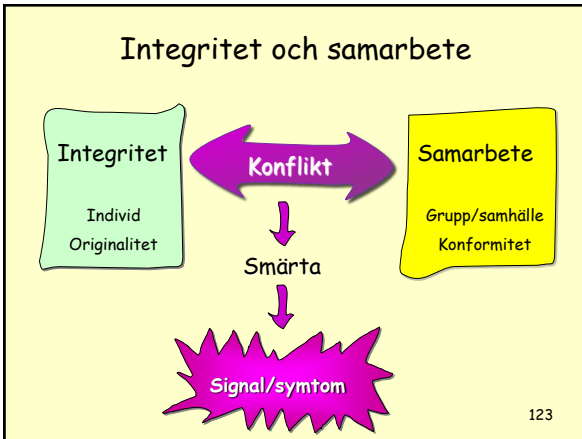 Integritet och samarbete
Integritet
Individ
Originalitet
Konflikt
Samarbete
Grupp/samhälle
Konformitet
Smärta
Signal/symtom
123